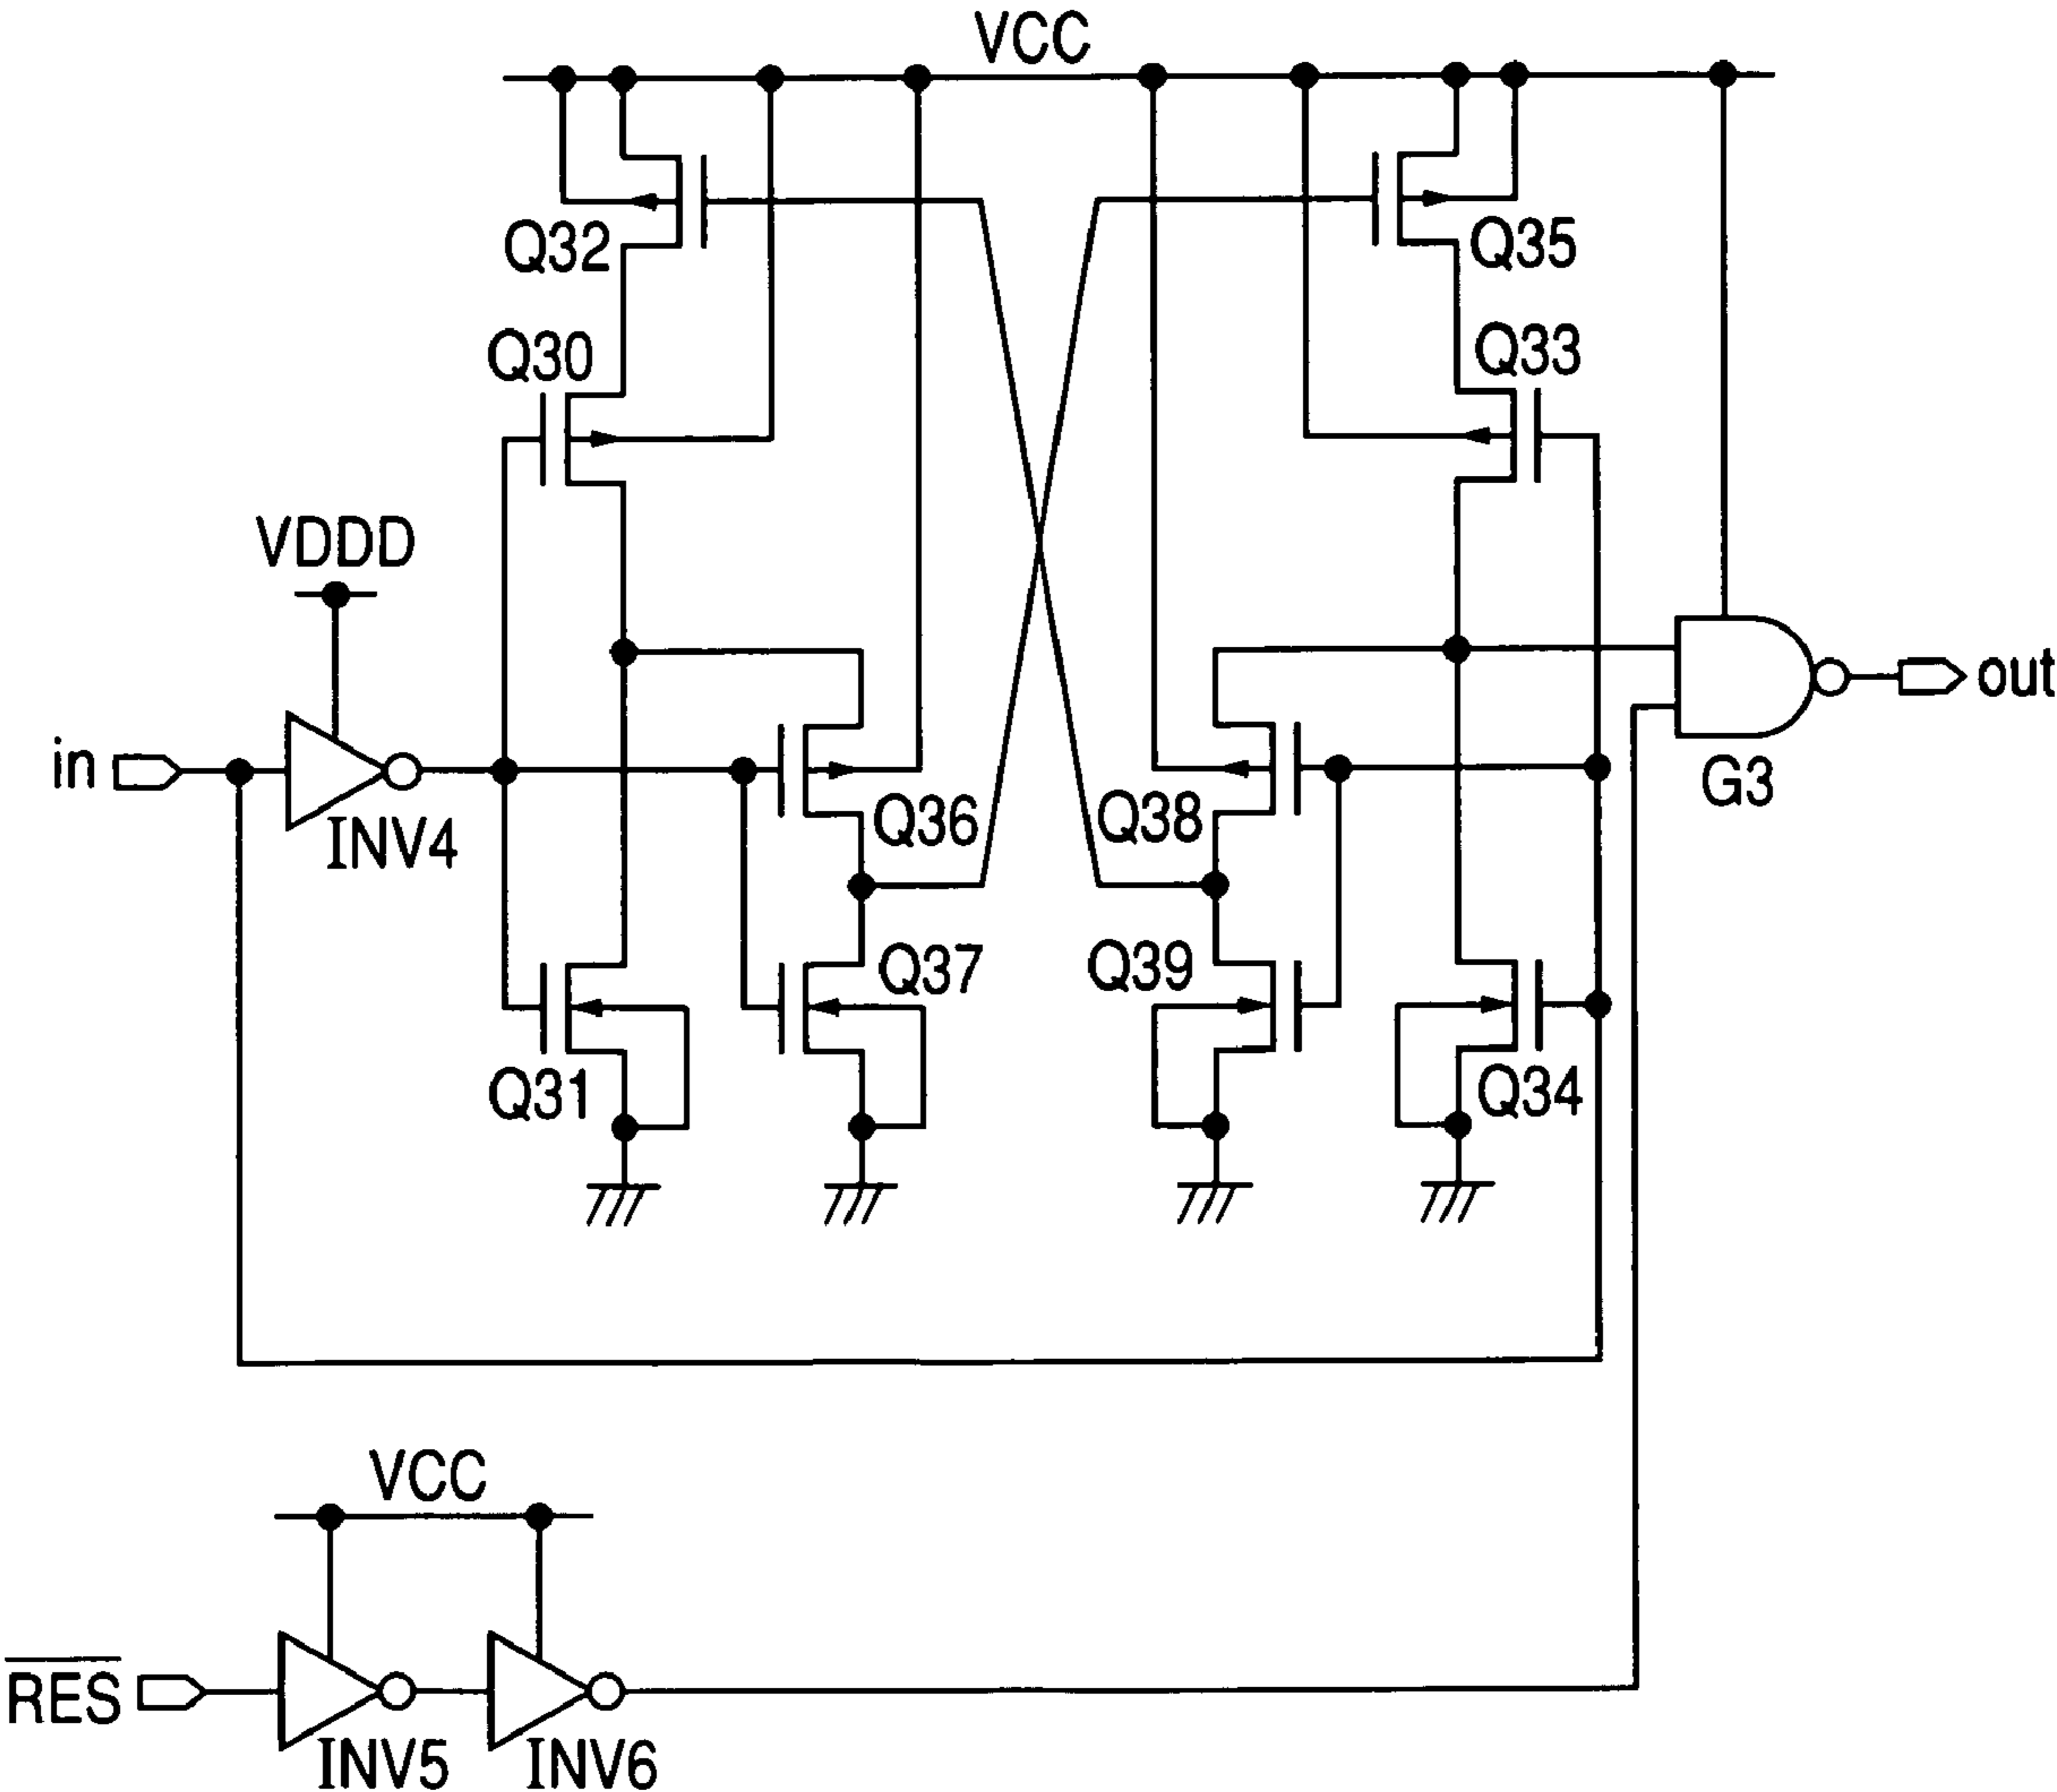 VCC
Q32
Q35
Q30
Q33
VDDD
in
INV4
Q36
Q38
G3
out
Q37
Q39
Q31
Q34
VCC
RES
INV5
INV6